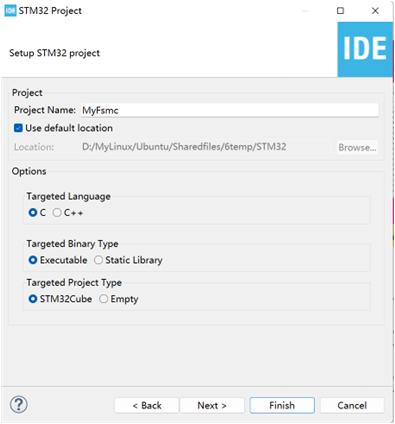 IDE STM32 Project
Setup STM32 project
IDE
Project
Project Name: MyFsmc
Use default location
Location: D:/MyLinux/Ubuntu/Sharedfiles/6temp/STM32 Browse...
Options
Targeted Language
C C++
Targeted Binary Type
Executable Static Library
Targeted Project Type
STM32Cube Empty
? < Back Next > Finish Cancel